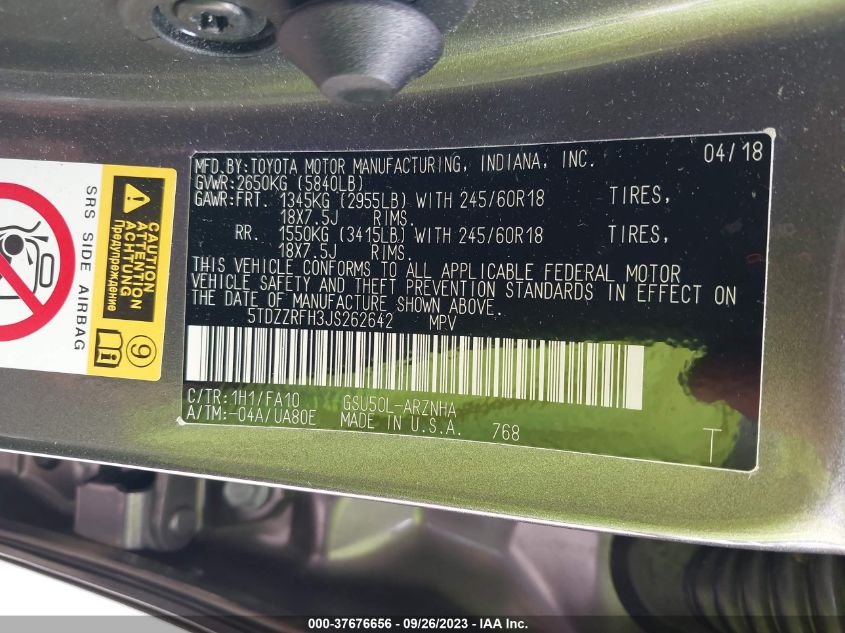 MFD.BY:TOYOTA MOTOR MANUFACTURING, INDIANA, INC. 04/18
GVWR:2650KG (5840LB)
GAWR:FRT. 1345KG (2955LB) WITH 245/60R18 TIRES,
18X7.5J RIMS.
RR. 1550KG (3415LB) WITH 245/60R18 TIRES,
18X7.5J RIMS.
THIS VEHICLE CONFORMS TO ALL APPLICABLE FEDERAL MOTOR
VEHICLE SAFETY AND THEFT PREVENTION STANDARDS IN EFFECT ON
THE DATE OF MANUFACTURE SHOWN ABOVE.
5TDZZRFH3JS262642 MPV
C/TR:1H1/FA10 GSU50L-ARZNHA
A/TM:-04A/UA80E MADE IN U.S.A. 768
T
SRS SIDE AIRBAG
CAUTION
ATTENTION
ACHTUNG
Предупреждение
9
000-37676656 - 09/26/2023 - IAA Inc.